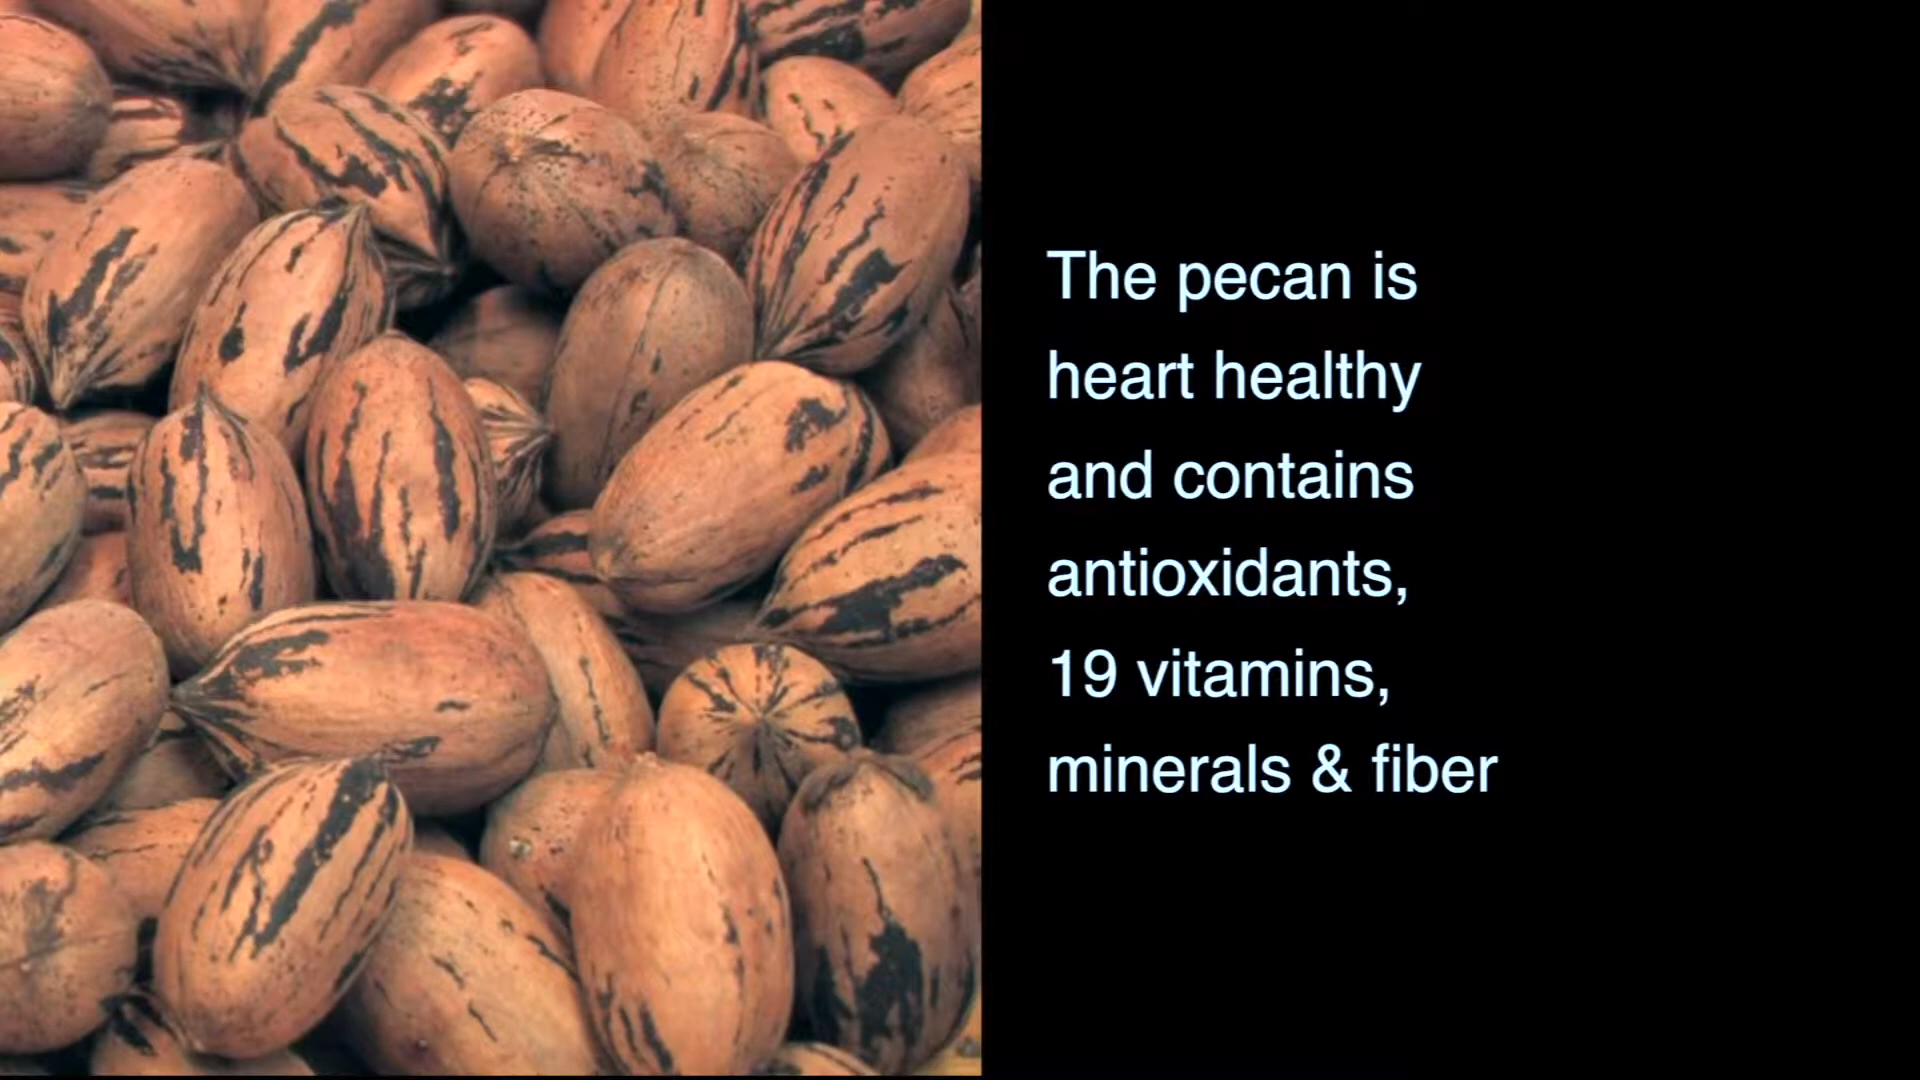 The pecan is
heart healthy
and contains
antioxidants,
19 vitamins,
minerals & fiber